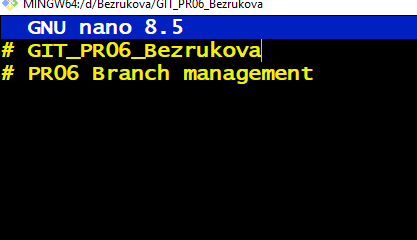 MINGW64:/d/Bezrukova/GIT_PR06_Bezrukova
GNU nano 8.5
# GIT_PR06_Bezrukova
# PR06 Branch management